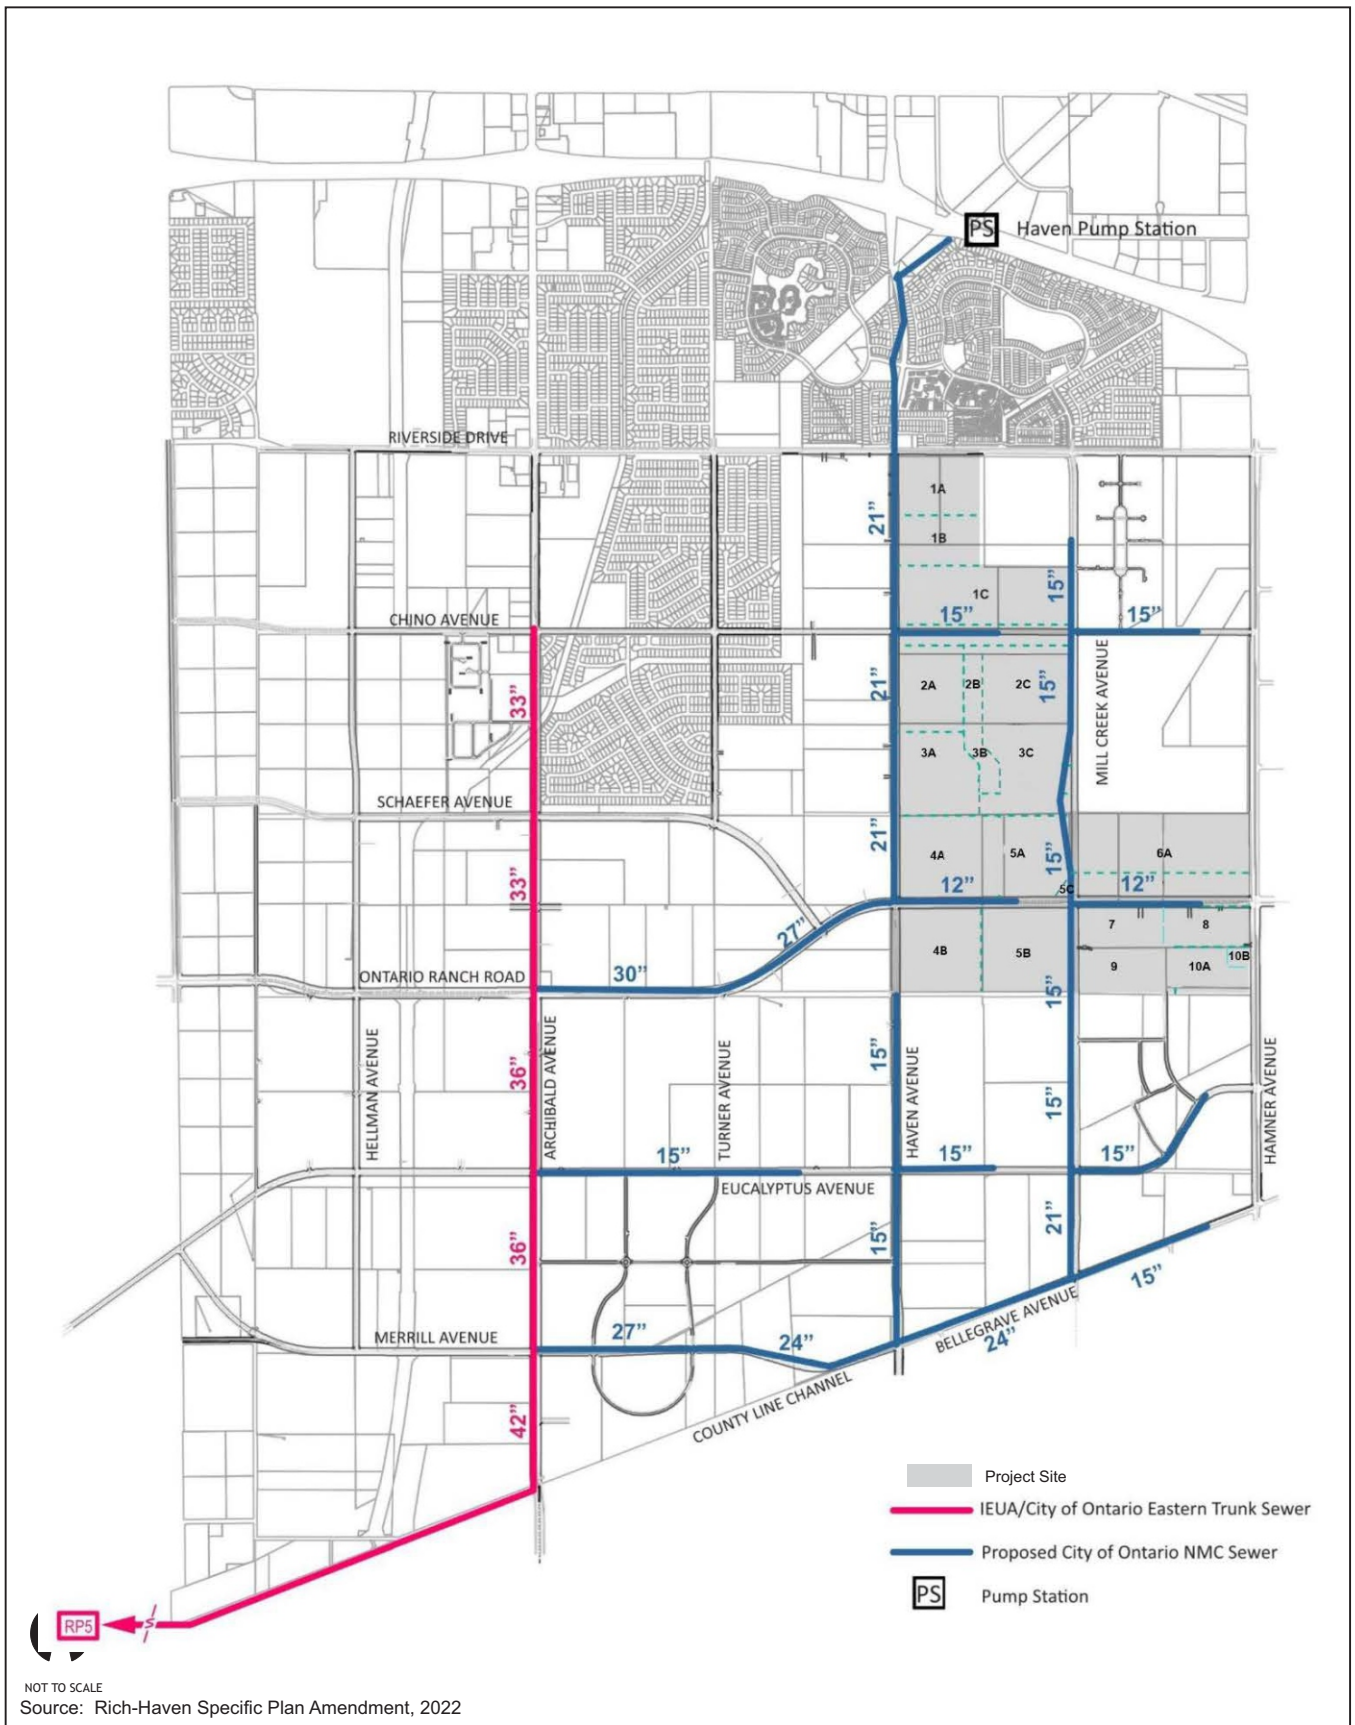 PS Haven Pump Station
RIVERSIDE DRIVE
1A
21”
1B
15”
1C
CHINO AVENUE
15”
15”
33”
21”
2A
2B
2C
15”
MILL CREEK AVENUE
3A
3B
3C
SCHAEFER AVENUE
21”
4A
5A
15”
6A
33”
12”
5C
12”
27”
7
8
4B
5B
9
10A
10B
ONTARIO RANCH ROAD
30”
15”
HELLMAN AVENUE
36”
ARCHIBALD AVENUE
TURNER AVENUE
15”
HAVEN AVENUE
15”
HAMNER AVENUE
15”
15”
15”
EUCALYPTUS AVENUE
36”
15”
21”
15”
MERRILL AVENUE
27”
24”
BELLEGRAVE AVENUE
24”
COUNTY LINE CHANNEL
42”
Project Site
IEUA/City of Ontario Eastern Trunk Sewer
Proposed City of Ontario NMC Sewer
PS Pump Station
RP5
S
NOT TO SCALE
Source: Rich-Haven Specific Plan Amendment, 2022